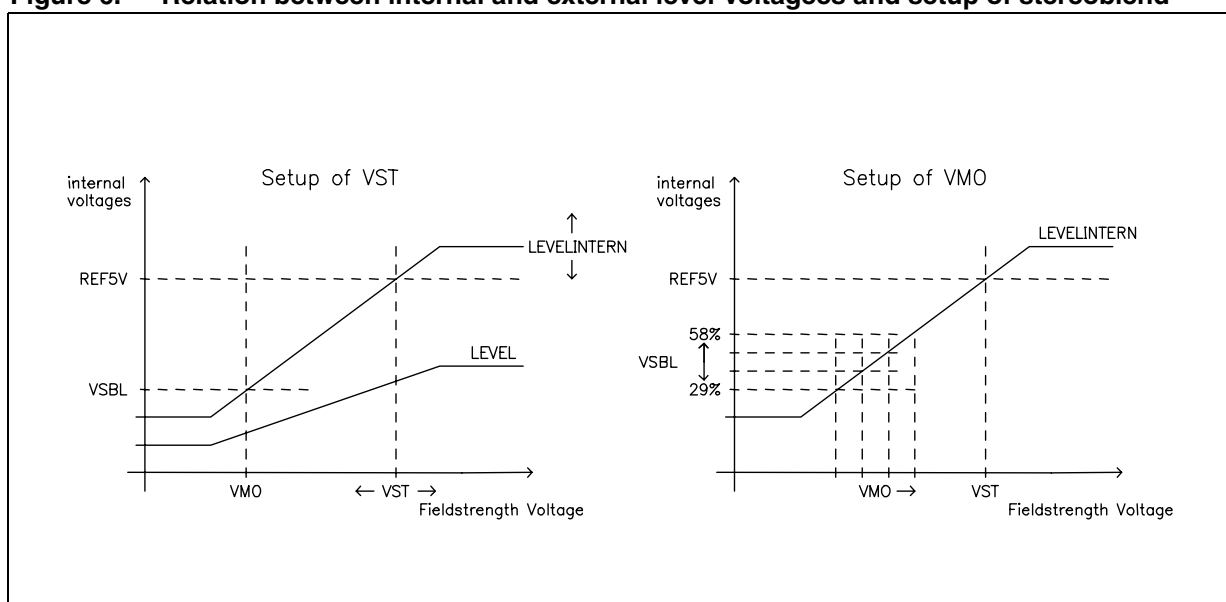 Figure 6. Relation between internal and external level voltagees and setup of stereoblend
Setup of VST
internal
voltages
LEVELINTERN
REF5V
LEVEL
VSBL
VMO
← VST →
Fieldstrength Voltage
Setup of VMO
internal
voltages
LEVELINTERN
REF5V
58%
VSBL
29%
VMO →
VST
Fieldstrength Voltage